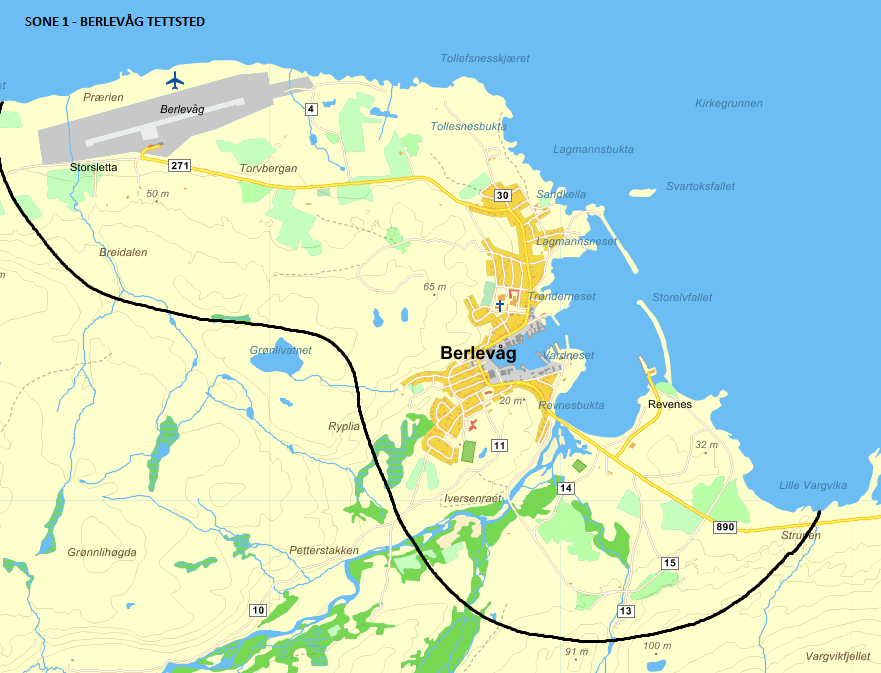 SONE 1 - BERLEVÅG TETTSTED
Tollefsnesskjæret
Prærien
Berlevåg
4
Kirkegrunnen
Tollesnesbukta
Lagmannsbukta
Storsletta
271
Torvbergan
50 m
30
Sandkeila
Svartoksfallet
Breidalen
Lagmannsneset
65 m
Trønderneset
Storelvfallet
Grønlivatnet
Berlevåg
Vardneset
20 m
Revnesbukta
Revenes
Ryplia
11
32 m
14
Lille Vargvika
Iversenraet
890
Strupen
Grønnlihøgda
Petterstakken
15
10
13
91 m
100 m
Vargvikfjellet